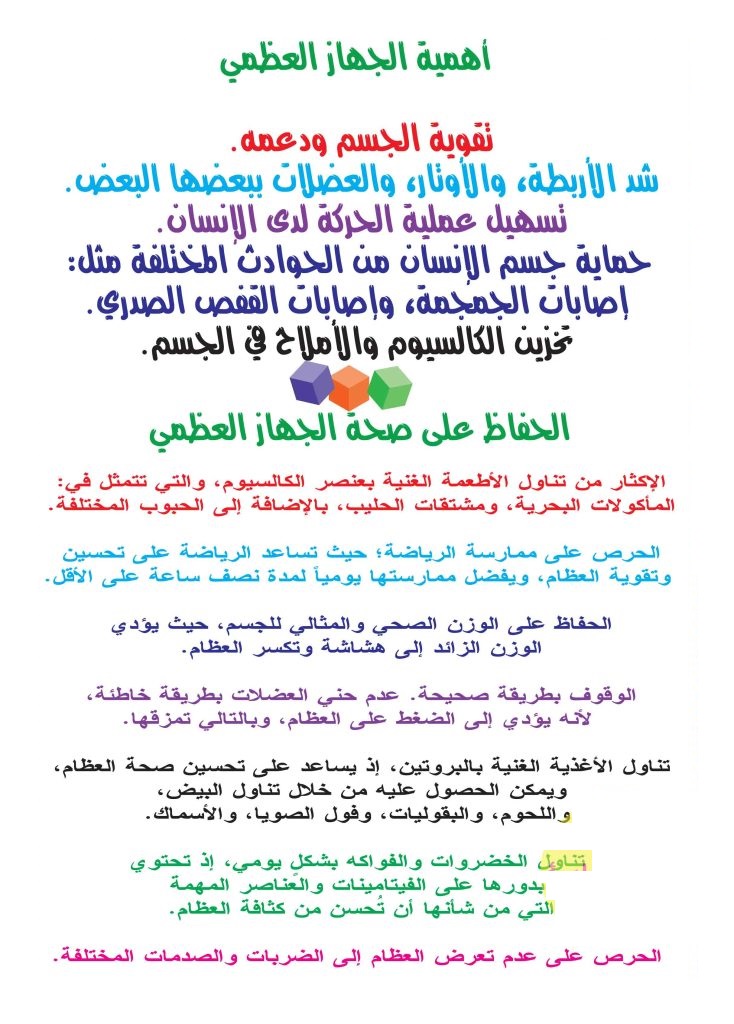 أهمية الجهاز العظمي
تقوية الجسم ودعمه.
شد الأربطة، والأوتار، والعضلات ببعضها البعض.
تسهيل عملية الحركة لدى الإنسان.
حماية جسم الإنسان من الحوادث المختلفة مثل:
إصابات الجمجمة، وإصابات القفص الصدري.
تخزين الكالسيوم والأملاح في الجسم.
الحفاظ على صحة الجهاز العظمي
الإكثار من تناول الأطعمة الغنية بعنصر الكالسيوم، والتي تتمثل في:
المأكولات البحرية، ومشتقات الحليب، بالإضافة إلى الحبوب المختلفة.
الحرص على ممارسة الرياضة؛ حيث تساعد الرياضة على تحسين
وتقوية العظام، ويفضل ممارستها يومياً لمدة نصف ساعة على الأقل.
الحفاظ على الوزن الصحي والمثالي للجسم، حيث يؤدي
الوزن الزائد إلى هشاشة وتكسر العظام.
الوقوف بطريقة صحيحة. عدم حني العضلات بطريقة خاطئة،
لأنه يؤدي إلى الضغط على العظام، وبالتالي تمزقها.
تناول الأغذية الغنية بالبروتين، إذ يساعد على تحسين صحة العظام،
ويمكن الحصول عليه من خلال تناول البيض،
واللحوم، والبقوليات، وفول الصويا، والأسماك.
تناول الخضروات والفواكه بشكلٍ يومي، إذ تحتوي
بدورها على الفيتامينات والعناصر المهمة
التي من شأنها أن تُحسن من كثافة العظام.
الحرص على عدم تعرض العظام إلى الضربات والصدمات المختلفة.